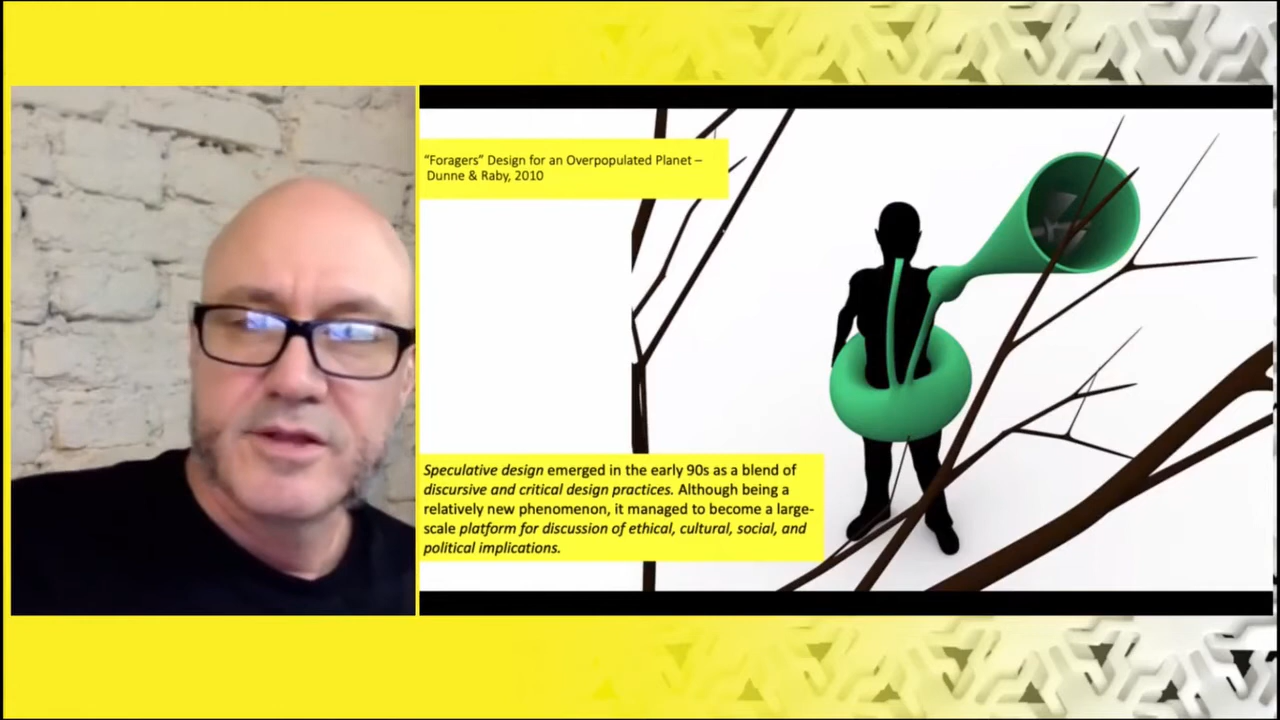 “Foragers” Design for an Overpopulated Planet –
Dunne & Raby, 2010
Speculative design emerged in the early 90s as a blend of
discursive and critical design practices. Although being a
relatively new phenomenon, it managed to become a large-
scale platform for discussion of ethical, cultural, social, and
political implications.